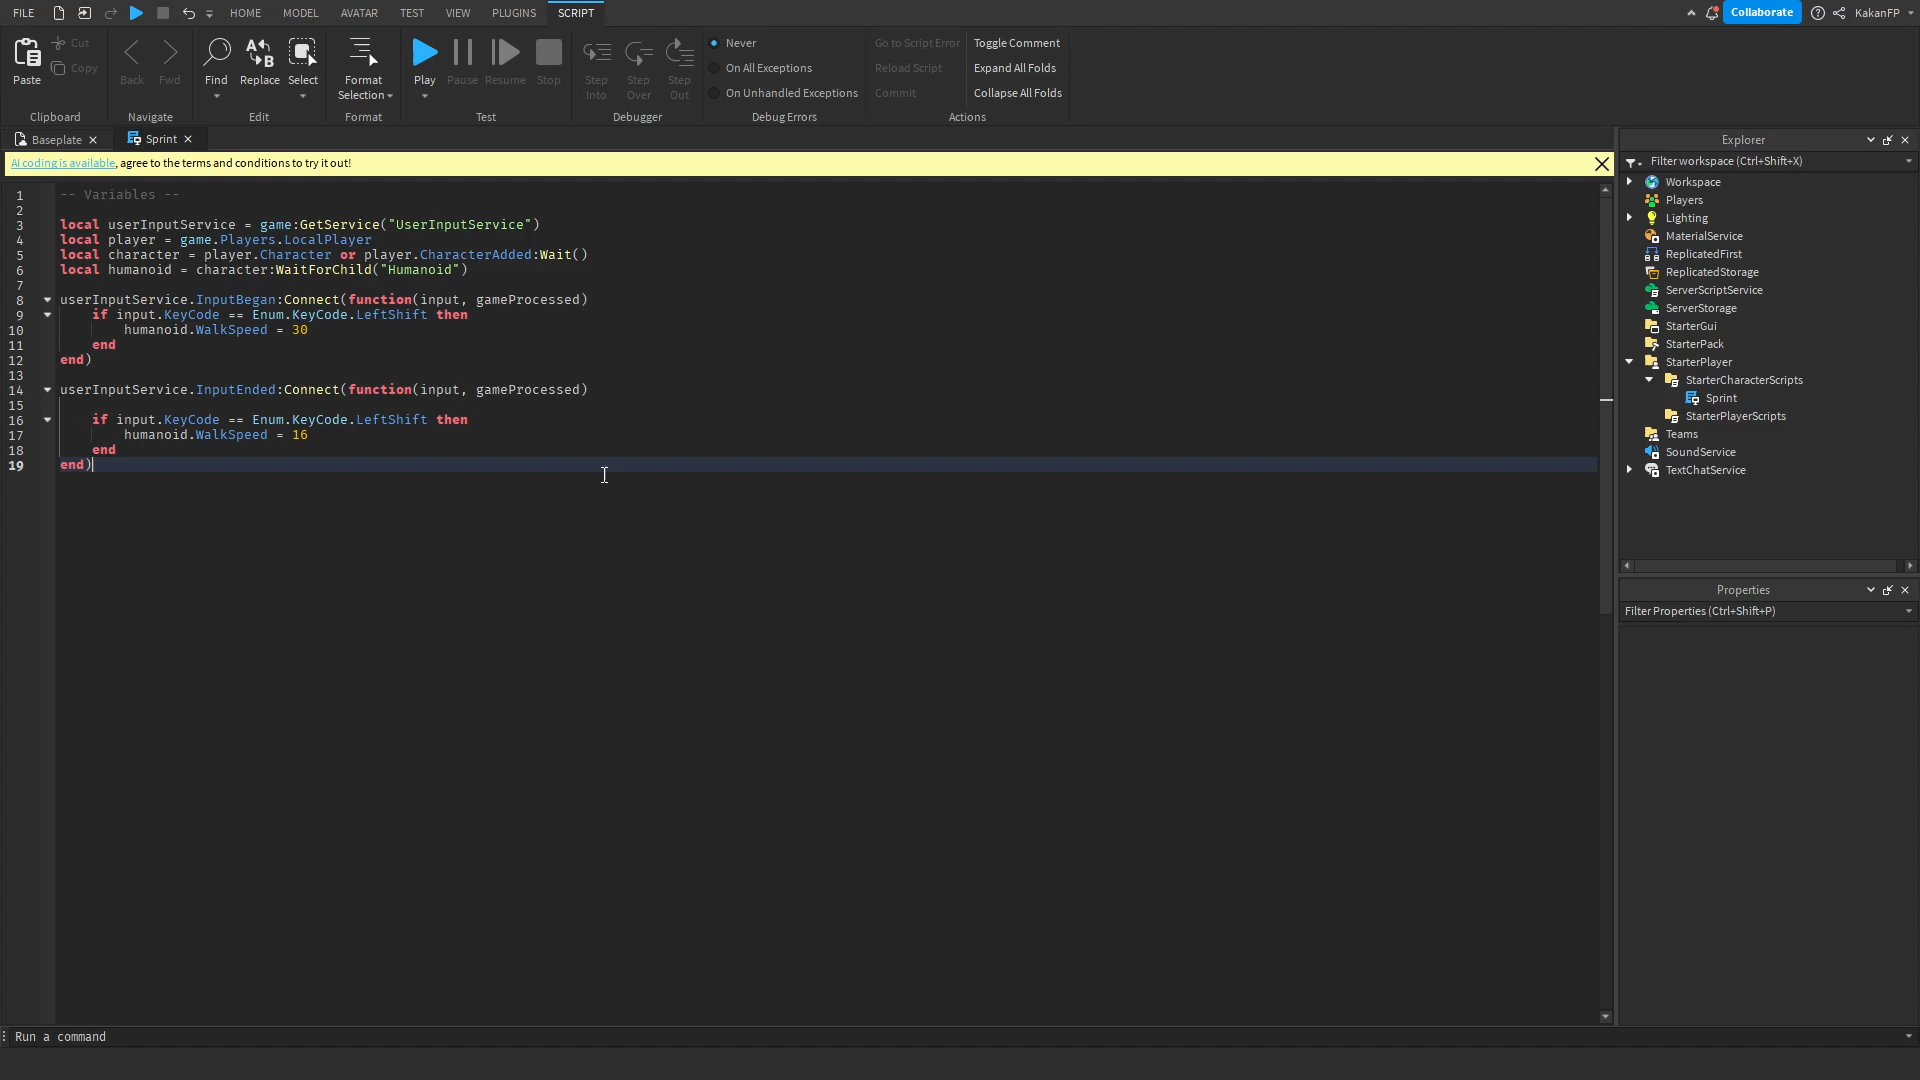 FILE HOME MODEL AVATAR TEST VIEW PLUGINS SCRIPT Collaborate KakanFP
Paste Cut Copy Back Fwd Find Replace Select Format Selection Play Pause Resume Stop Step Into Step Over Step Out
Never
On All Exceptions
On Unhandled Exceptions
Go to Script Error
Reload Script
Commit
Toggle Comment
Expand All Folds
Collapse All Folds
Clipboard Navigate Edit Format Test Debugger Debug Errors Actions
Baseplate Sprint
AI coding is available, agree to the terms and conditions to try it out!
1 -- Variables --
2
3 local userInputService = game:GetService("UserInputService")
4 local player = game.Players.LocalPlayer
5 local character = player.Character or player.CharacterAdded:Wait()
6 local humanoid = character:WaitForChild("Humanoid")
7
8 userInputService.InputBegan:Connect(function(input, gameProcessed)
9 if input.KeyCode == Enum.KeyCode.LeftShift then
10 humanoid.WalkSpeed = 30
11 end
12 end)
13
14 userInputService.InputEnded:Connect(function(input, gameProcessed)
15
16 if input.KeyCode == Enum.KeyCode.LeftShift then
17 humanoid.WalkSpeed = 16
18 end
19 end)
Explorer
Filter workspace (Ctrl+Shift+X)
Workspace
Players
Lighting
MaterialService
ReplicatedFirst
ReplicatedStorage
ServerScriptService
ServerStorage
StarterGui
StarterPack
StarterPlayer
StarterCharacterScripts
Sprint
StarterPlayerScripts
Teams
SoundService
TextChatService
Properties
Filter Properties (Ctrl+Shift+P)
Run a command